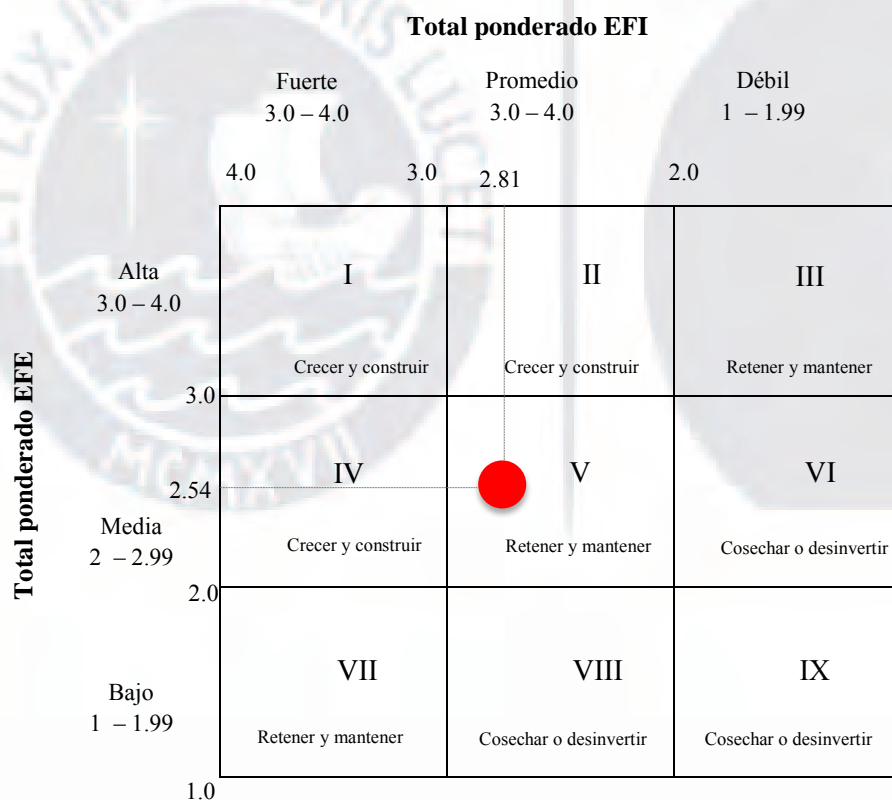 Total ponderado EFI
Fuerte Promedio Débil
3.0 – 4.0 3.0 – 4.0 1 – 1.99
4.0 3.0 2.81 2.0
Alta
3.0 – 4.0
I II III
Crecer y construir Crecer y construir Retener y mantener
Total ponderado EFE
3.0
2.54
IV V VI
Media
2 – 2.99
Crecer y construir Retener y mantener Cosechar o desinvertir
2.0
VII VIII IX
Bajo
1 – 1.99
Retener y mantener Cosechar o desinvertir Cosechar o desinvertir
1.0
MCMXVII